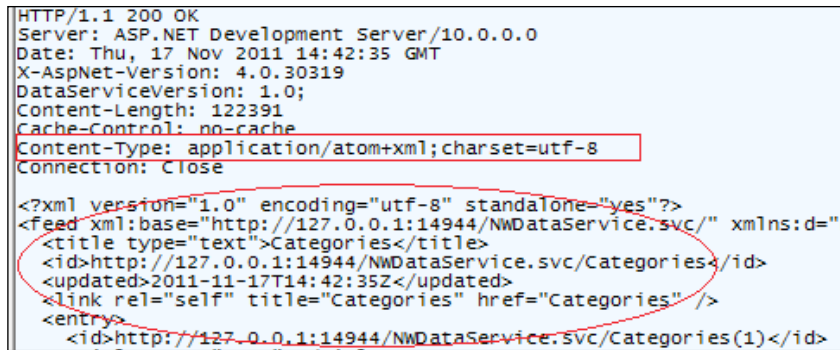 HTTP/1.1 200 OK
Server: ASP.NET Development Server/10.0.0.0
Date: Thu, 17 Nov 2011 14:42:35 GMT
X-AspNet-Version: 4.0.30319
DataServiceVersion: 1.0;
Content-Length: 122391
Cache-Control: no-cache
Content-Type: application/atom+xml;charset=utf-8
Connection: Close
<?xml version="1.0" encoding="utf-8" standalone="yes"?>
<feed xml:base="http://127.0.0.1:14944/NWDataService.svc/" xmlns:d="
<title type="text">Categories</title>
<id>http://127.0.0.1:14944/NWDataService.svc/Categories</id>
<updated>2011-11-17T14:42:35Z</updated>
<link rel="self" title="Categories" href="Categories" />
<entry>
<id>http://127.0.0.1:14944/NWDataService.svc/Categories(1)</id>